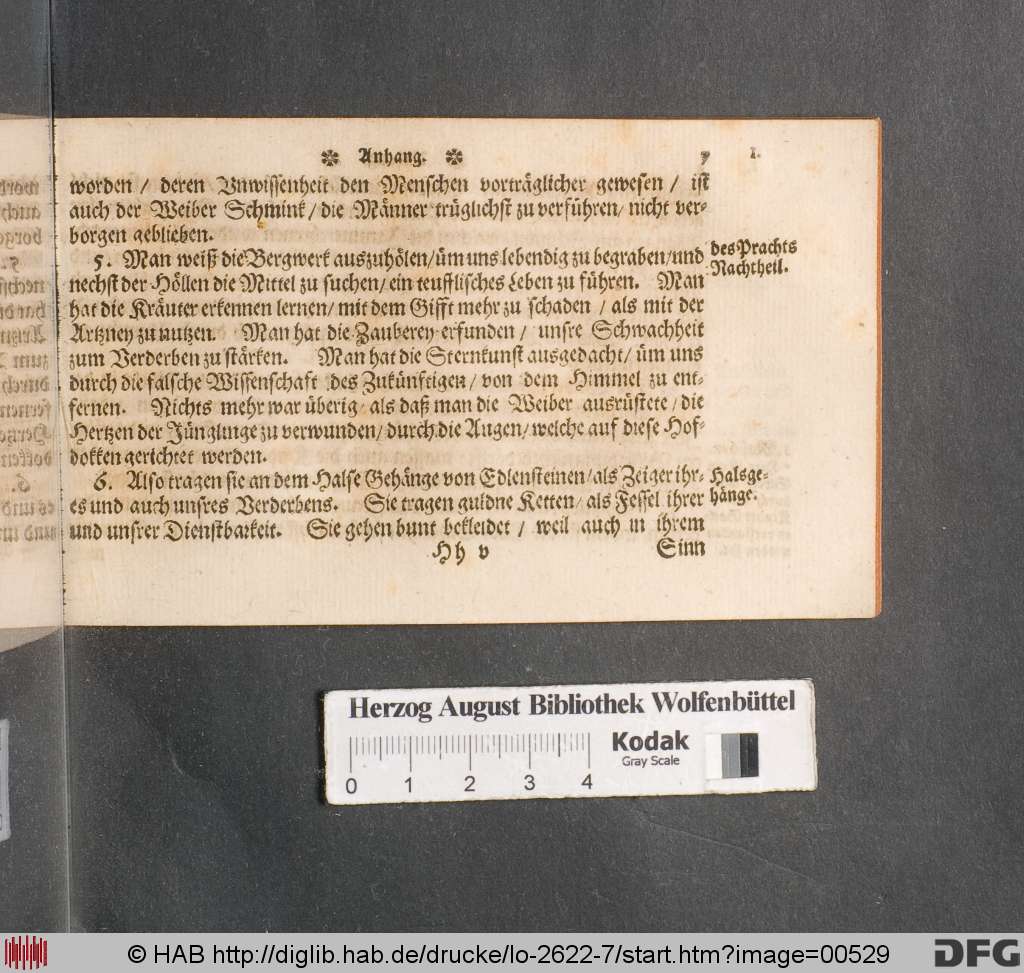 ✼ Anhang. ✼ 7 I.
worden / deren Vnwissenheit den Menschen vorträglicher gewesen / ist
auch der Weiber Schmink / die Männer trüglichst zu verführen / nicht ver-
borgen geblieben.
5. Man weiß die Bergwerk auszuhölen / üm uns lebendig zu begraben / und
nechst der Höllen die Mittel zu suchen / ein teufflisches Leben zu führen. Man
hat die Kräuter erkennen lernen / mit dem Gifft mehr zu schaden / als mit der
Artzney zu nutzen. Man hat die Zauberey erfunden / unsre Schwachheit
zum Verderben zu stärken. Man hat die Sternkunst ausgedacht / üm uns
durch die falsche Wissenschaft des Zukünftigen / von dem Himmel zu ent-
fernen. Nichts mehr war überig / als daß man die Weiber ausrüstete / die
Hertzen der Jünglinge zu verwunden / durch die Augen / welche auf diese Hof-
dokken gerichtet werden.
des Prachts
Nachtheil.
6. Also tragen sie an dem Halse Gehänge von Edlensteinen / als Zeiger ihr-
es und auch unsres Verderbens. Sie tragen guldne Ketten / als Fessel ihrer
und unsrer Dienstbarkeit. Sie gehen bunt bekleidet / weil auch in ihrem
Halsge-
hänge.
Hh v Sinn
Herzog August Bibliothek Wolfenbüttel
Kodak
Gray Scale
0 1 2 3 4
© HAB http://diglib.hab.de/drucke/lo-2622-7/start.htm?image=00529
DFG